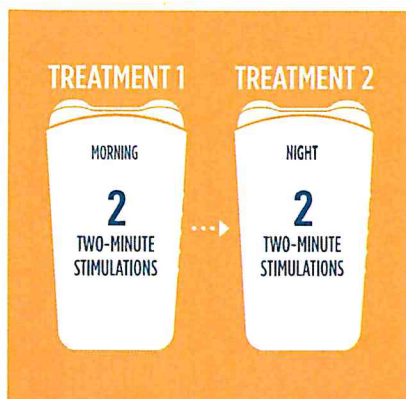 TREATMENT 1
MORNING
2
TWO-MINUTE
STIMULATIONS
TREATMENT 2
NIGHT
2
TWO-MINUTE
STIMULATIONS